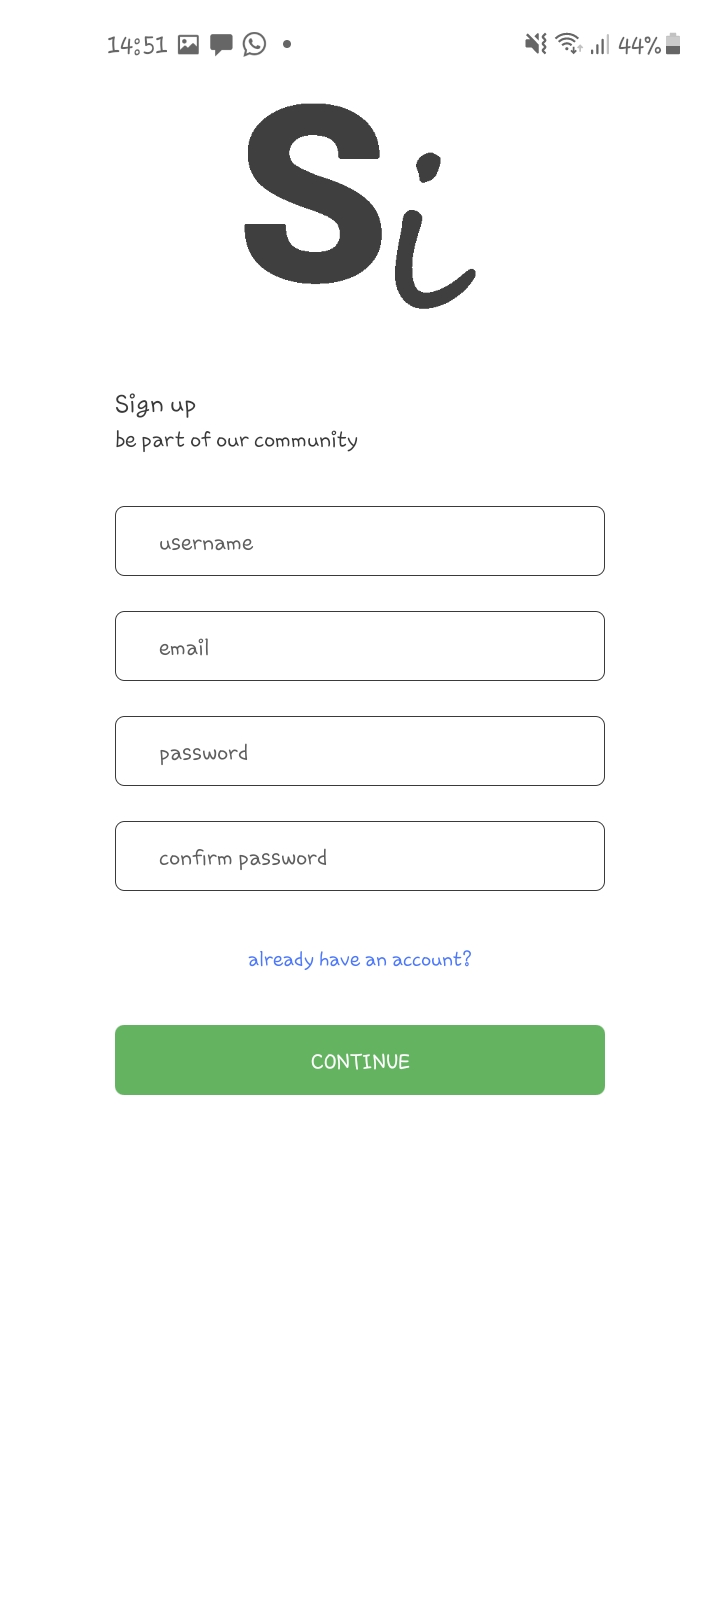 14:51 44%
Si
Sign up
be part of our community
username
email
password
confirm password
already have an account?
CONTINUE